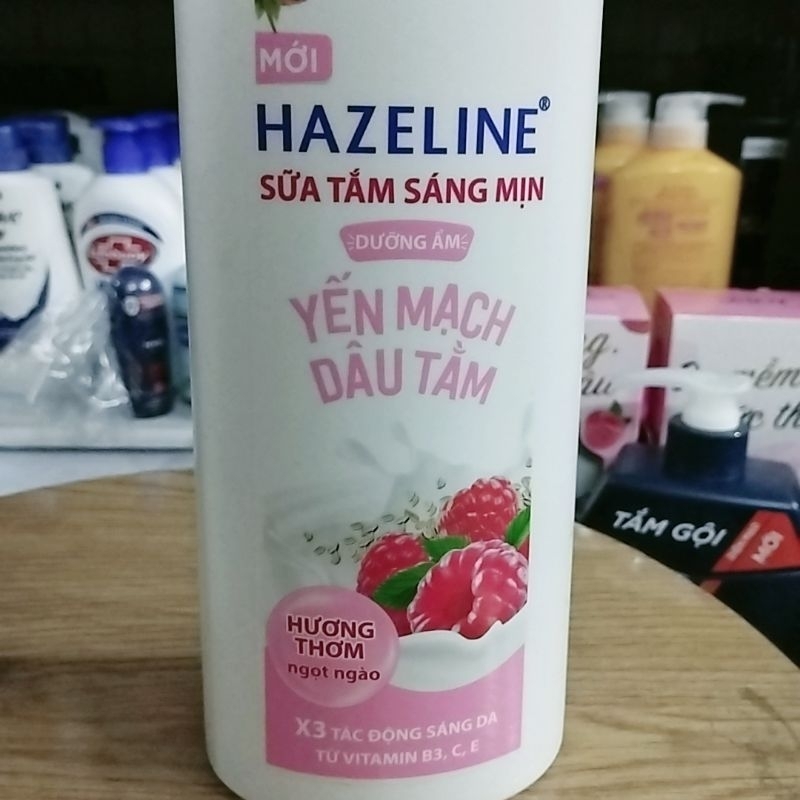 MỚI
HAZELINE®
SỮA TẮM SÁNG MỊN
DƯỠNG ẨM
YẾN MẠCH
DÂU TẰM
HƯƠNG
THƠM
ngọt ngào
X3 TÁC ĐỘNG SÁNG DA
TỪ VITAMIN B3, C, E
TẮM GỘI
MỚI